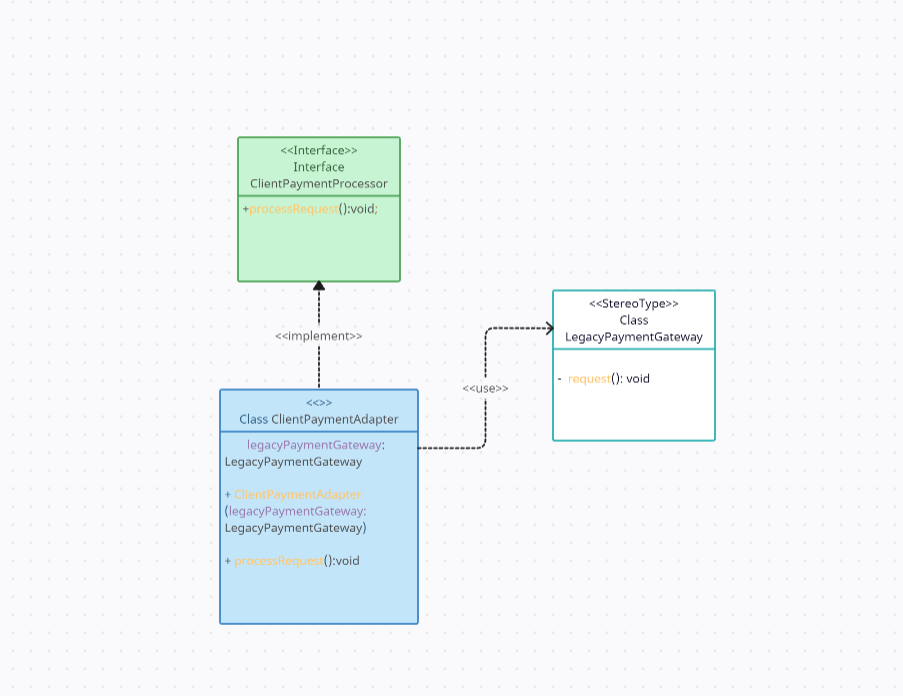 <<Interface>>
Interface
ClientPaymentProcessor
+processRequest():void;
<<implement>>
<<StereoType>>
Class
LegacyPaymentGateway
- request(): void
<<use>>
<<>>
Class ClientPaymentAdapter
legacyPaymentGateway:
LegacyPaymentGateway
+ ClientPaymentAdapter
(legacyPaymentGateway:
LegacyPaymentGateway)
+ processRequest():void